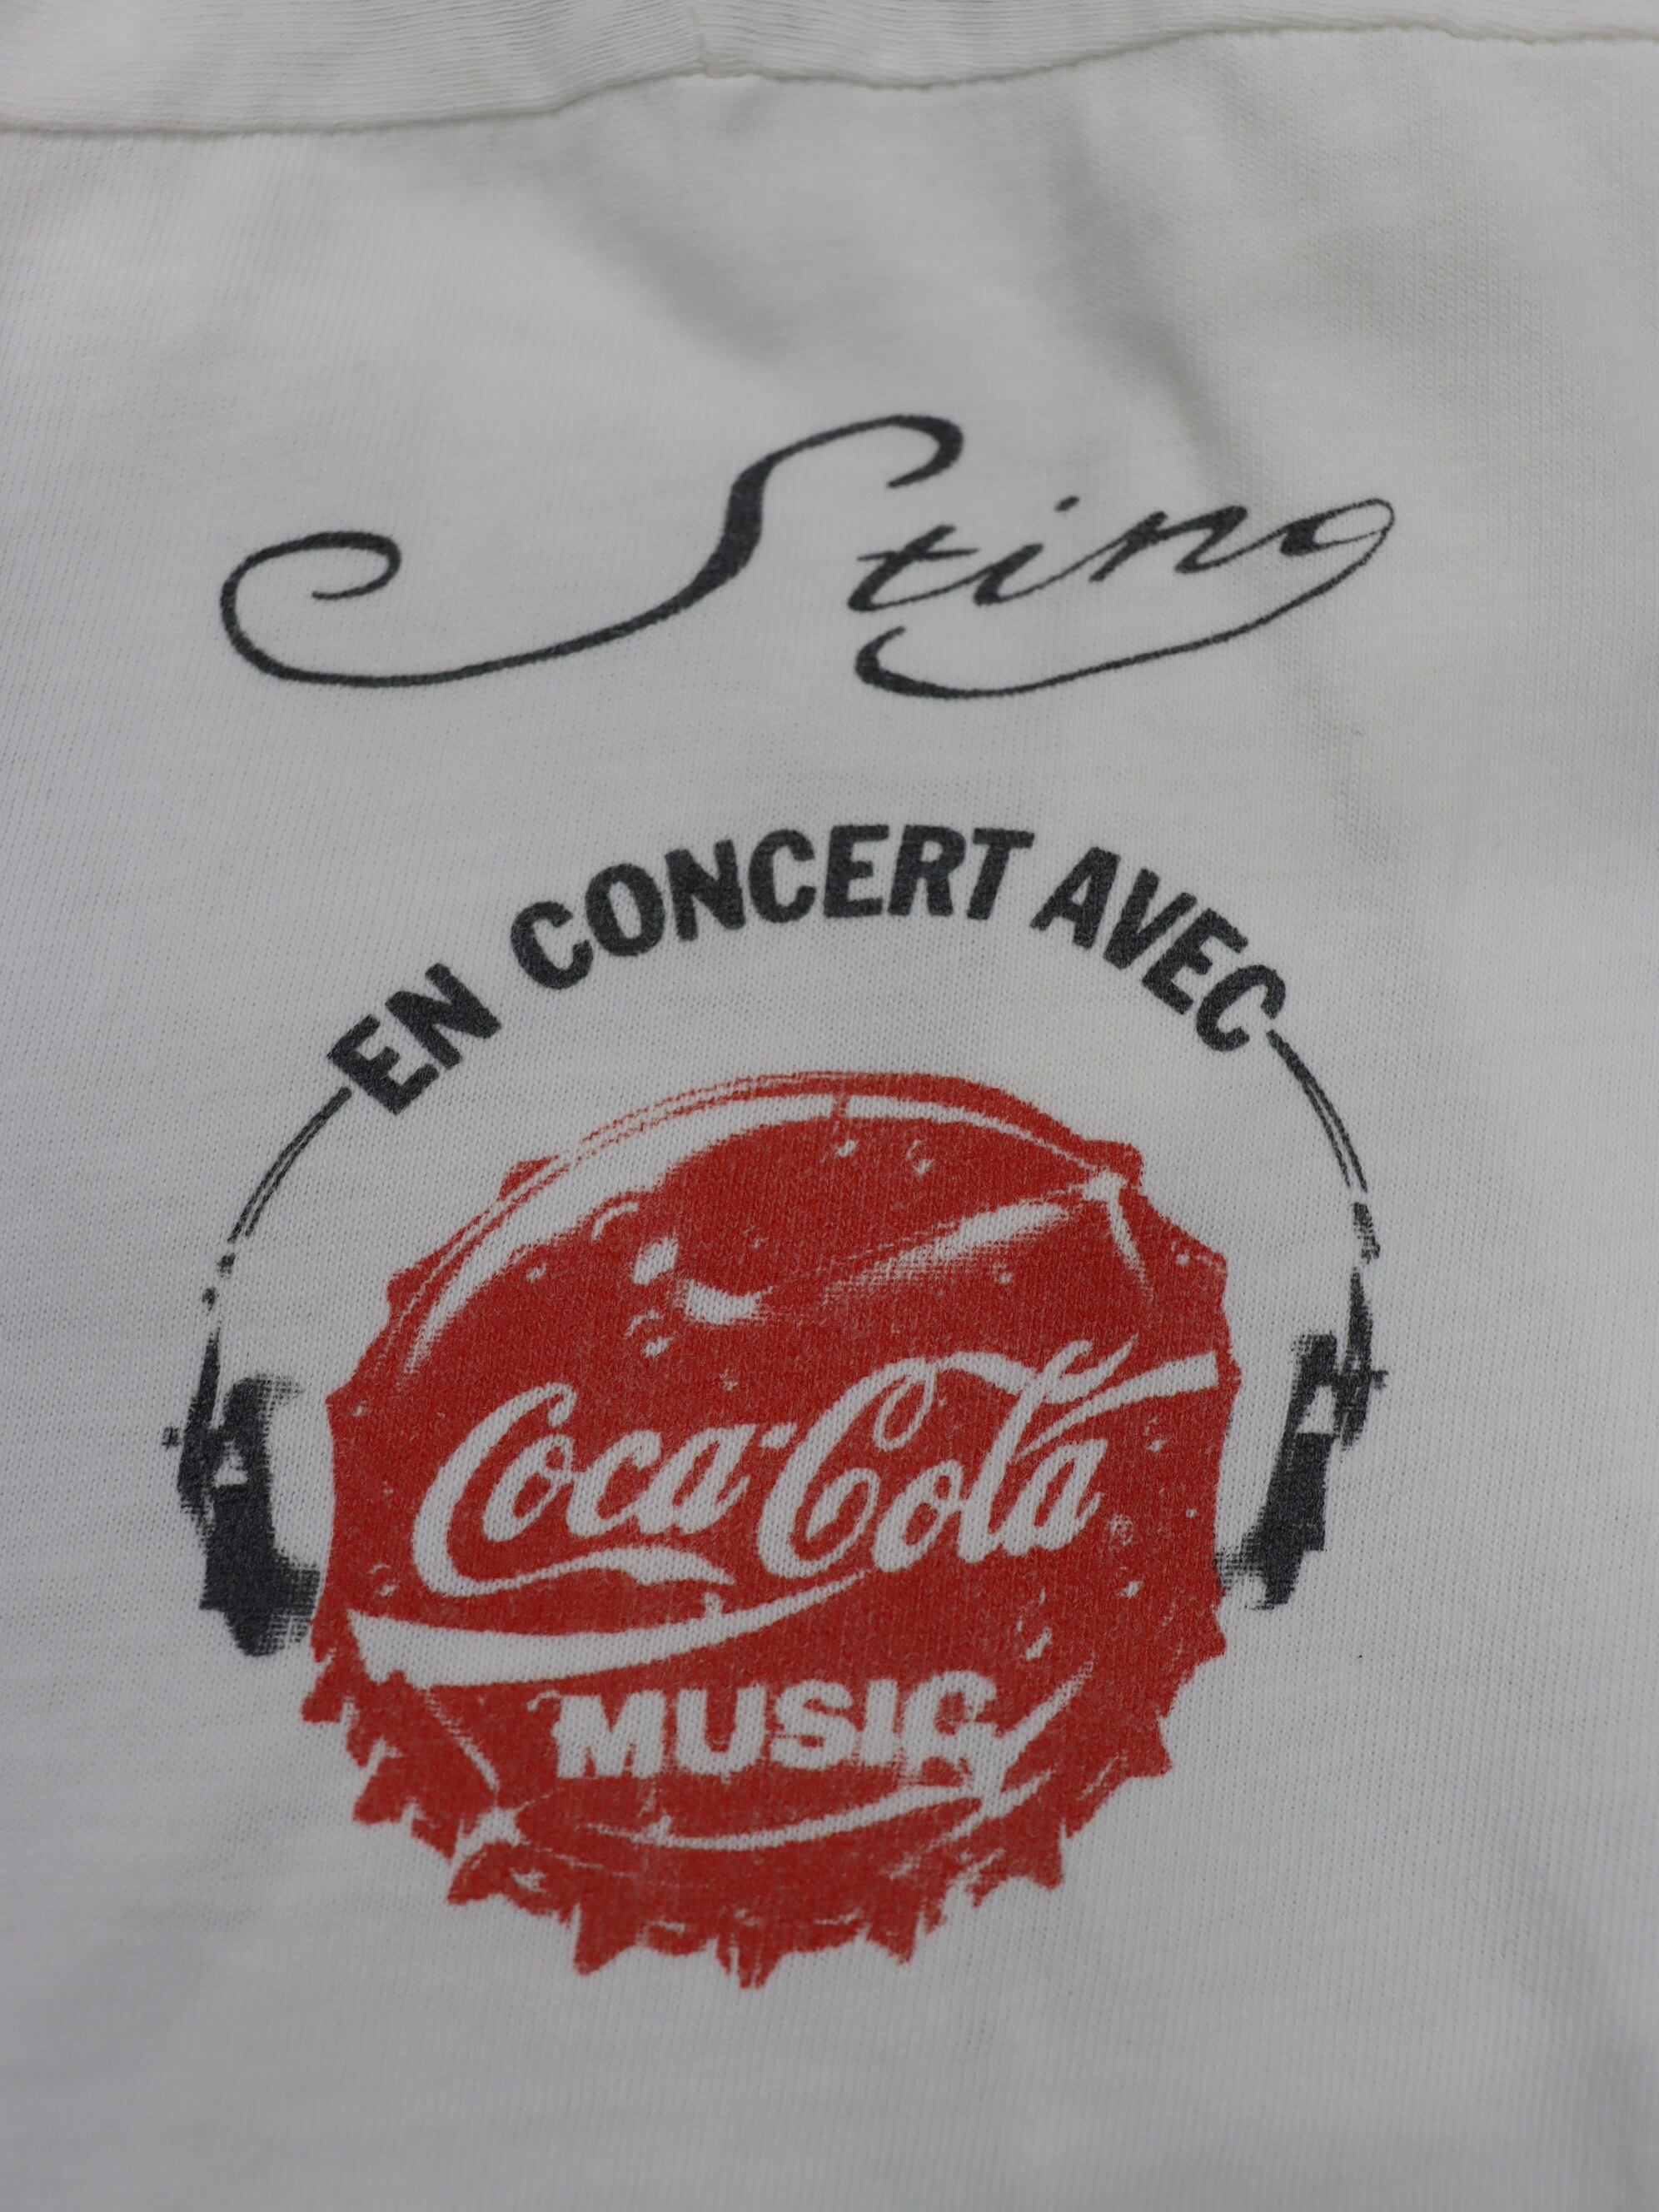 Sting
EN CONCERT AVEC
Coca-Cola
MUSIC